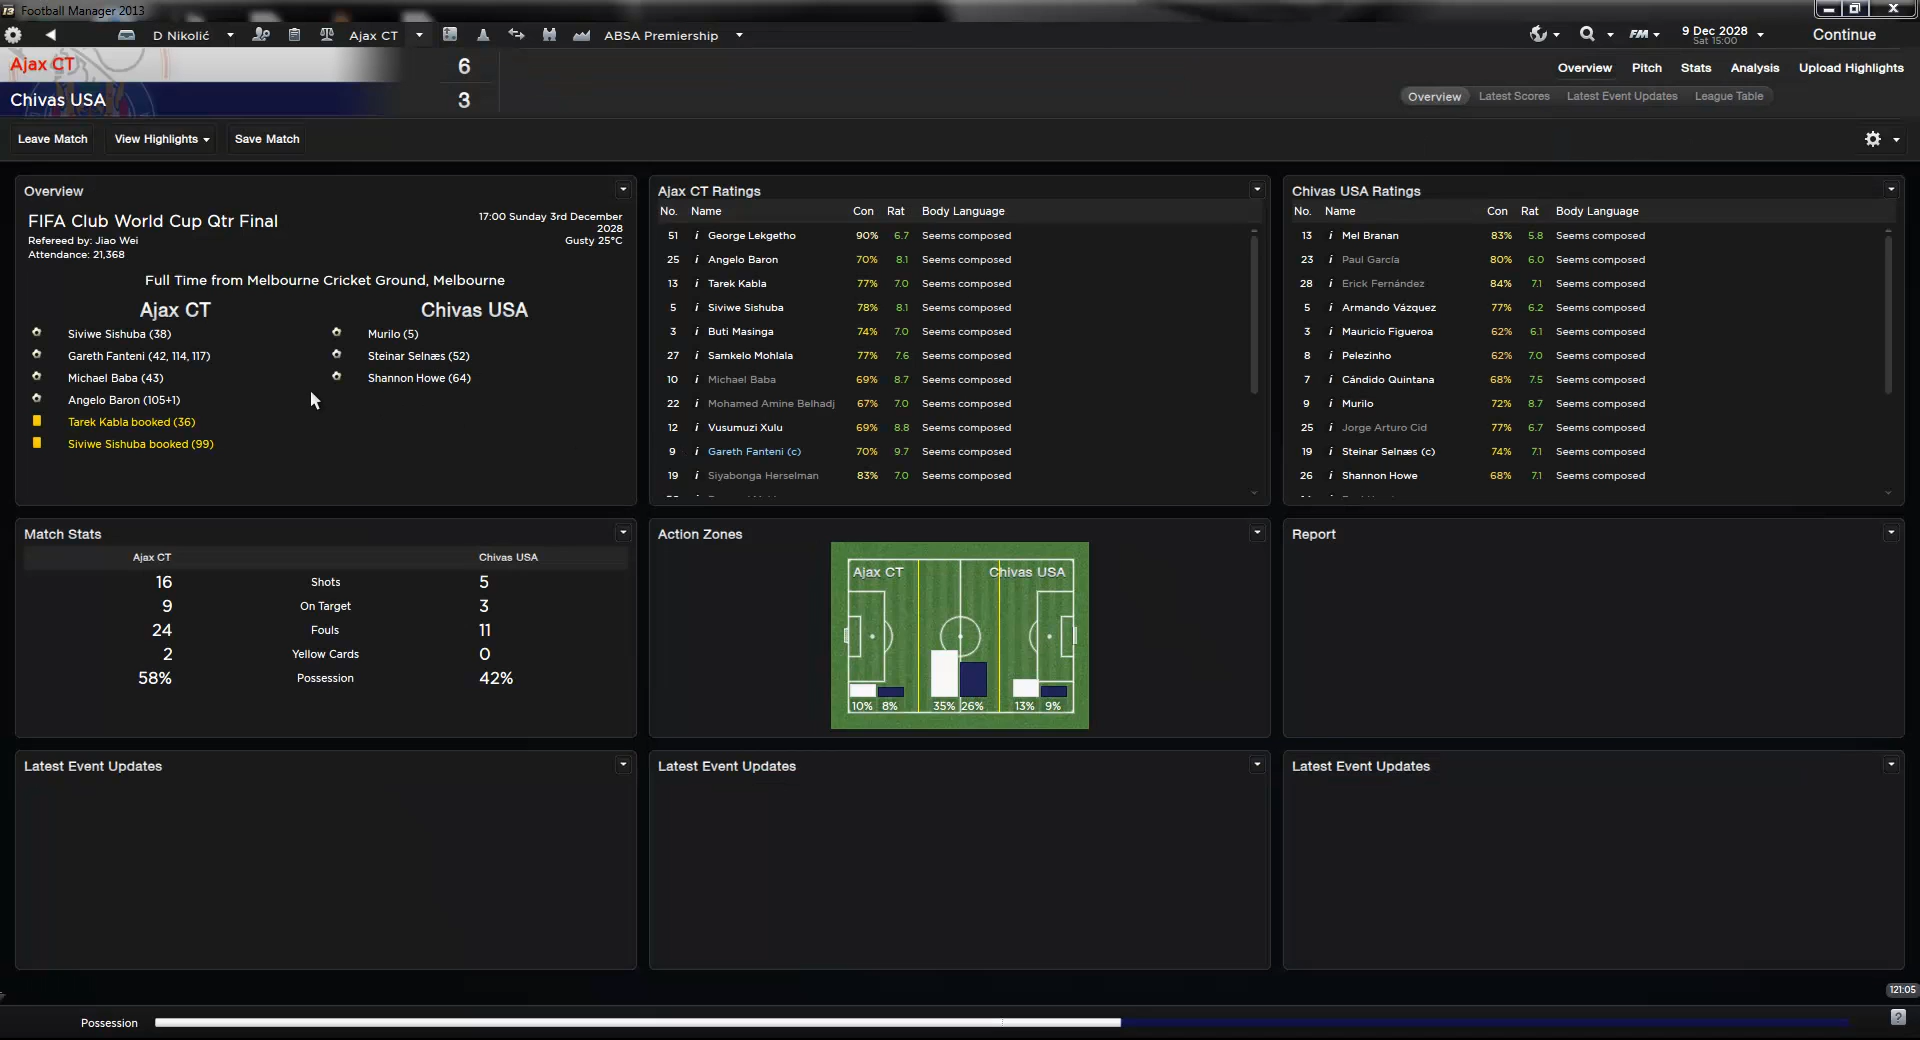 Football Manager 2013
D Nikolić
Ajax CT
ABSA Premiership
FM
9 Dec 2028
Sat 15:00
Continue
Ajax CT 6
Chivas USA 3
Overview Pitch Stats Analysis Upload Highlights
Overview Latest Scores Latest Event Updates League Table
Leave Match View Highlights Save Match
Overview
FIFA Club World Cup Qtr Final
Refereed by: Jiao Wei
Attendance: 21,368
17:00 Sunday 3rd December
2028
Gusty 25°C
Full Time from Melbourne Cricket Ground, Melbourne
Ajax CT Chivas USA
Siviwe Sishuba (38) Murilo (5)
Gareth Fanteni (42, 114, 117) Steinar Selnæs (52)
Michael Baba (43) Shannon Howe (64)
Angelo Baron (105+1)
Tarek Kabla booked (36)
Siviwe Sishuba booked (99)
Ajax CT Ratings
No. Name Con Rat Body Language
51 i George Lekgetho 90% 6.7 Seems composed
25 i Angelo Baron 70% 8.1 Seems composed
13 i Tarek Kabla 77% 7.0 Seems composed
5 i Siviwe Sishuba 78% 8.1 Seems composed
3 i Buti Masinga 74% 7.0 Seems composed
27 i Samkelo Mohlala 77% 7.6 Seems composed
10 i Michael Baba 69% 8.7 Seems composed
22 i Mohamed Amine Belhadj 67% 7.0 Seems composed
12 i Vusumuzi Xulu 69% 8.8 Seems composed
9 i Gareth Fanteni (c) 70% 9.7 Seems composed
19 i Siyabonga Herselman 83% 7.0 Seems composed
Chivas USA Ratings
No. Name Con Rat Body Language
13 i Mel Branan 83% 5.8 Seems composed
23 i Paul García 80% 6.0 Seems composed
28 i Erick Fernández 84% 7.1 Seems composed
5 i Armando Vázquez 77% 6.2 Seems composed
3 i Mauricio Figueroa 62% 6.1 Seems composed
8 i Pelezinho 62% 7.0 Seems composed
7 i Cándido Quintana 68% 7.5 Seems composed
9 i Murilo 72% 8.7 Seems composed
25 i Jorge Arturo Cid 77% 6.7 Seems composed
19 i Steinar Selnæs (c) 74% 7.1 Seems composed
26 i Shannon Howe 68% 7.1 Seems composed
Match Stats
Ajax CT Chivas USA
16 Shots 5
9 On Target 3
24 Fouls 11
2 Yellow Cards 0
58% Possession 42%
Action Zones
Ajax CT Chivas USA
10% 8% 35% 26% 13% 9%
Report
Latest Event Updates
Latest Event Updates
Latest Event Updates
121:05
Possession
?